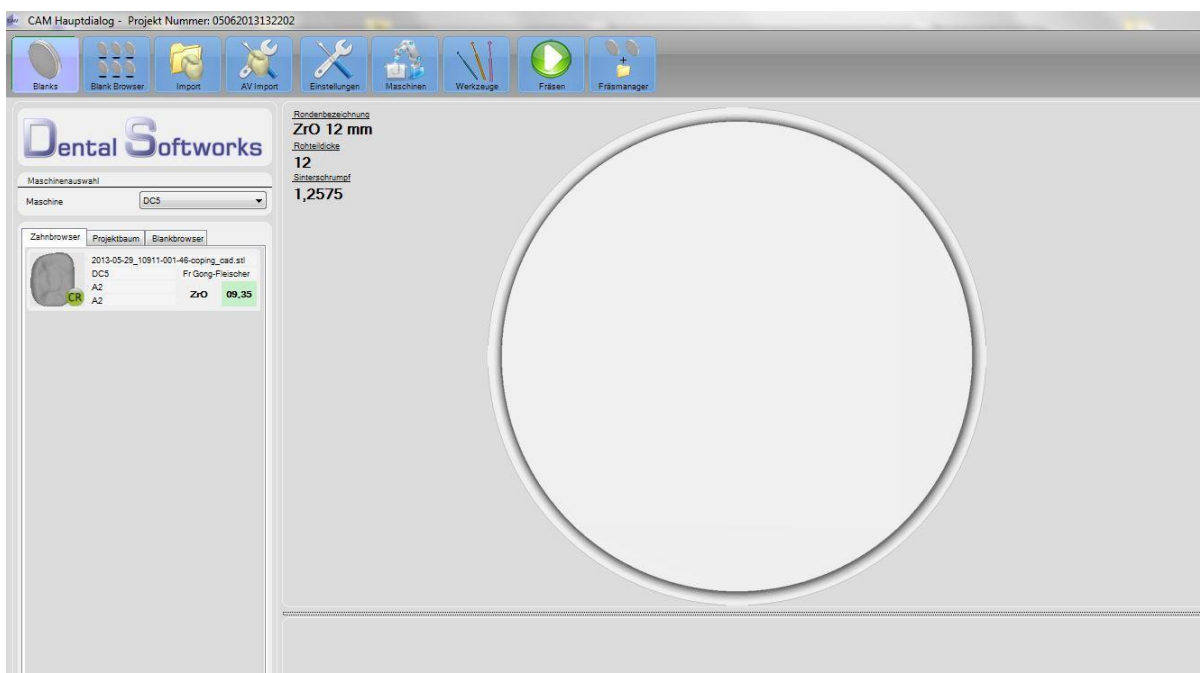 CAM Hauptdialog - Projekt Nummer: 05062013132202
Blanks
Blank Browser
Import
AV Import
Einstellungen
Maschinen
Werkzeuge
Fräsen
Fräsmanager
Dental Softworks
Maschinenauswahl
Maschine
DC5
Zahnbrowser
Projektbaum
Blankbrowser
2013-05-29_10911-001-46-coping_cad.stl
DC5
Fr Gong-Fleischer
A2
A2
ZrO
09,35
CR
Rondenbezeichnung
ZrO 12 mm
Rohteildicke
12
Sinterschrumpf
1,2575